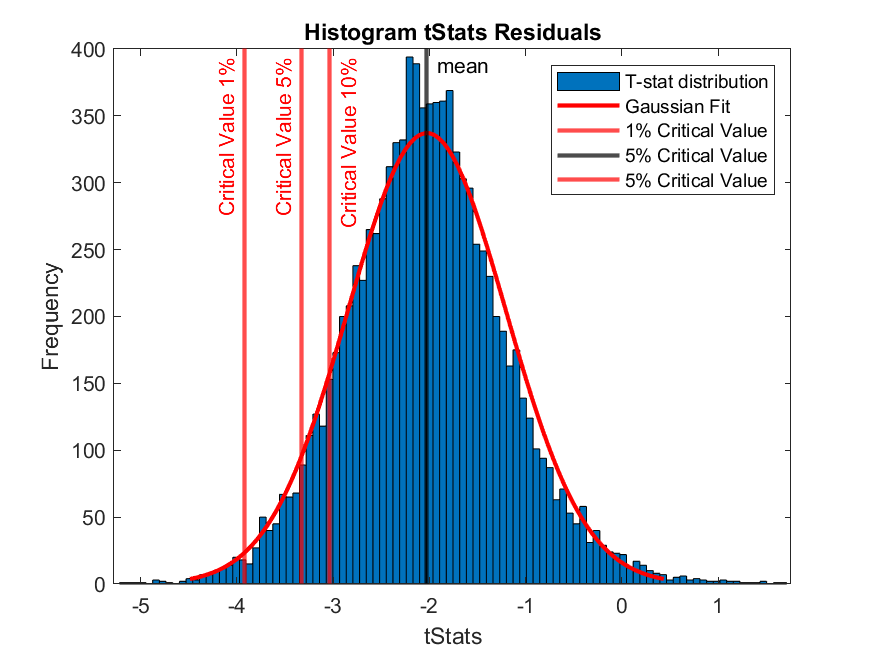 Histogram tStats Residuals
400
350
300
250
200
150
100
50
0
Frequency
Critical Value 1%
Critical Value 5%
Critical Value 10%
mean
T-stat distribution
Gaussian Fit
1% Critical Value
5% Critical Value
5% Critical Value
-5
-4
-3
-2
-1
0
1
tStats